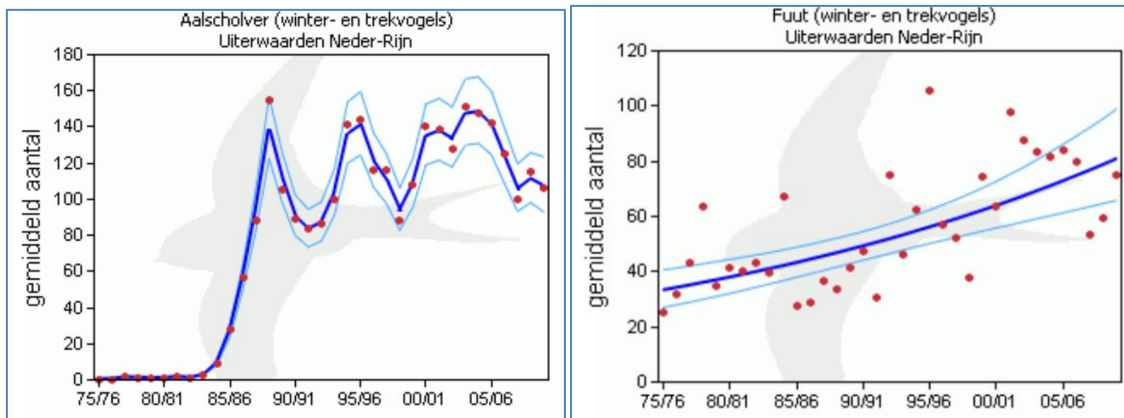 Aalscholver (winter- en trekvogels)
Uiterwaarden Neder-Rijn
gemiddeld aantal
180
160
140
120
100
80
60
40
20
0
75/76 80/81 85/86 90/91 95/96 00/01 05/06
Fuut (winter- en trekvogels)
Uiterwaarden Neder-Rijn
gemiddeld aantal
120
100
80
60
40
20
0
75/76 80/81 85/86 90/91 95/96 00/01 05/06